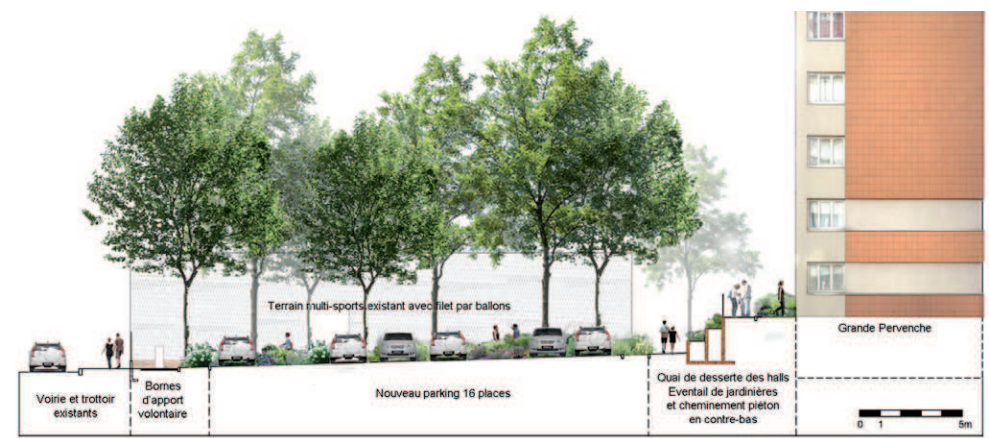 Terrain multi-sports existant avec filet par ballons
Grande Pervenche
Voirie et trottoir
existants
Bornes
d'apport
volontaire
Nouveau parking 16 places
Quai de desserte des halls
Eventail de jardinières
et cheminement piéton
en contre-bas
0 1 5m